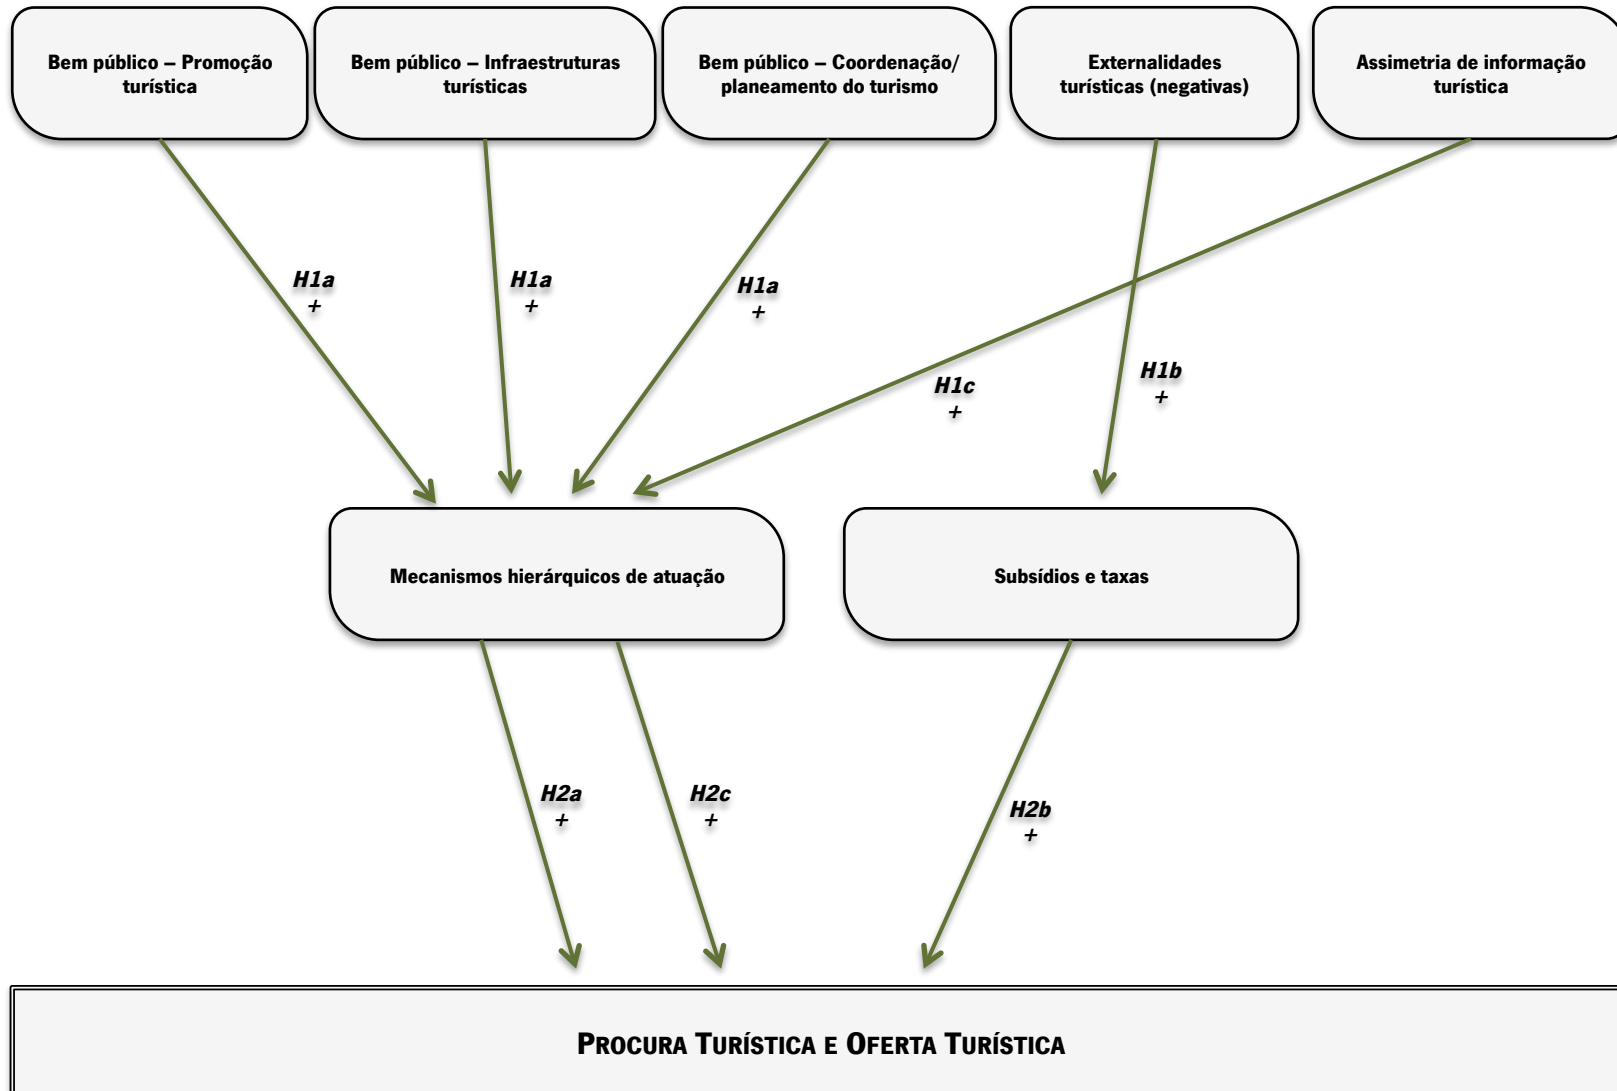 Bem público – Promoção
turística
Bem público – Infraestruturas
turísticas
Bem público – Coordenação/
planeamento do turismo
Externalidades
turísticas (negativas)
Assimetria de informação
turística
H1a
+
H1a
+
H1a
+
H1b
+
H1c
+
Mecanismos hierárquicos de atuação
Subsídios e taxas
H2a
+
H2c
+
H2b
+
PROCURA TURÍSTICA E OFERTA TURÍSTICA